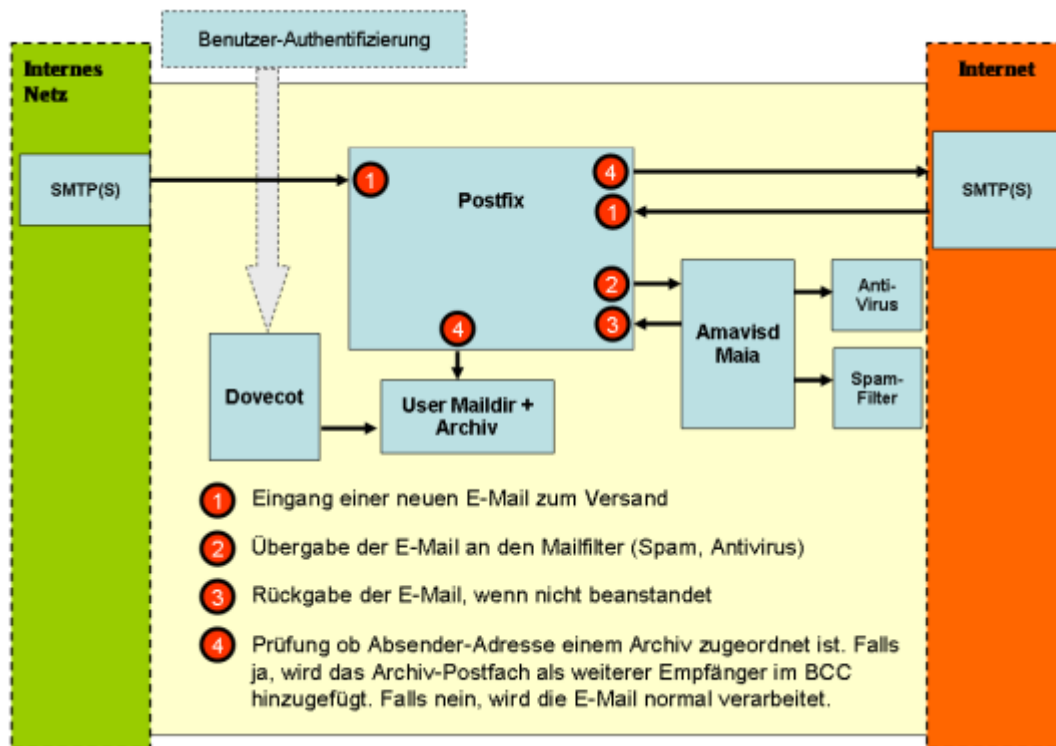 Benutzer-Authentifizierung
Internes
Netz
Internet
SMTP(S)
1
Postfix
4
1
SMTP(S)
2
3
4
Amavisd
Maia
Anti-
Virus
Spam-
Filter
Dovecot
User Maildir +
Archiv
1 Eingang einer neuen E-Mail zum Versand
2 Übergabe der E-Mail an den Mailfilter (Spam, Antivirus)
3 Rückgabe der E-Mail, wenn nicht beanstandet
4 Prüfung ob Absender-Adresse einem Archiv zugeordnet ist. Falls
ja, wird das Archiv-Postfach als weiterer Empfänger im BCC
hinzugefügt. Falls nein, wird die E-Mail normal verarbeitet.